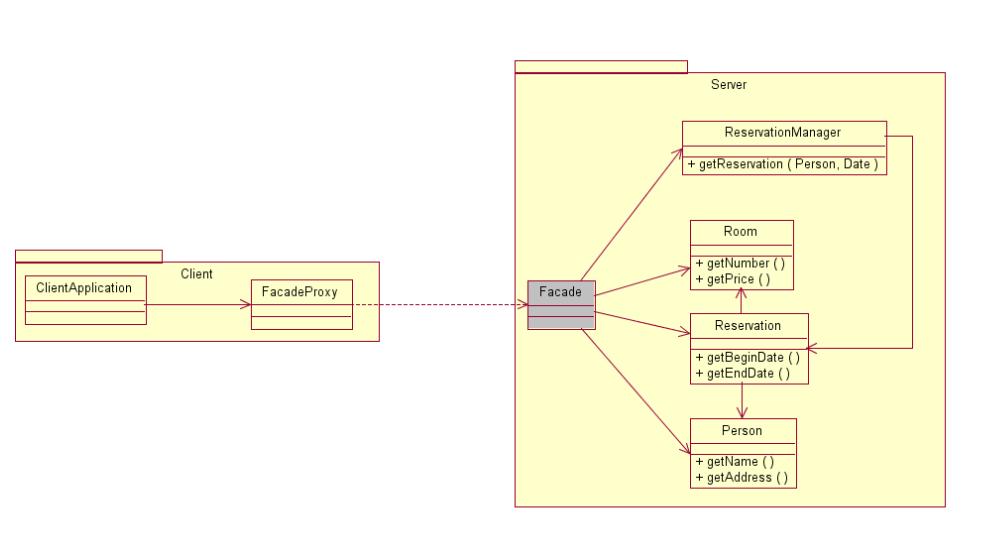 Server
ReservationManager
+ getReservation ( Person, Date )
Room
+ getNumber ( )
+ getPrice ( )
Client
ClientApplication
FacadeProxy
Facade
Reservation
+ getBeginDate ( )
+ getEndDate ( )
Person
+ getName ( )
+ getAddress ( )